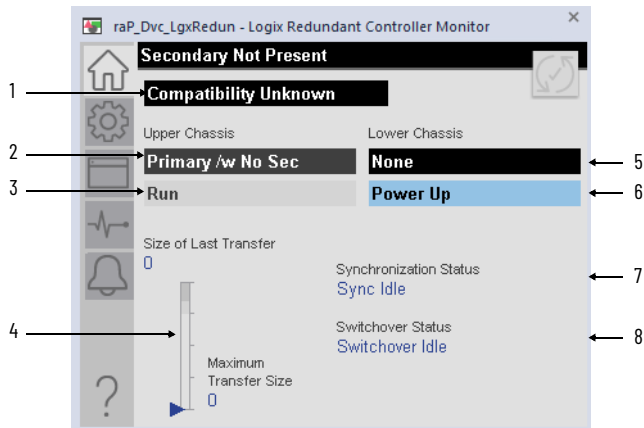 raP_Dvc_LgxRedun - Logix Redundant Controller Monitor
Secondary Not Present
1
Compatibility Unknown
Upper Chassis
Lower Chassis
2
Primary /w No Sec
None
5
3
Run
Power Up
6
Size of Last Transfer
0
Synchronization Status
7
Sync Idle
4
Switchover Status
8
Switchover Idle
Maximum
Transfer Size
0
?